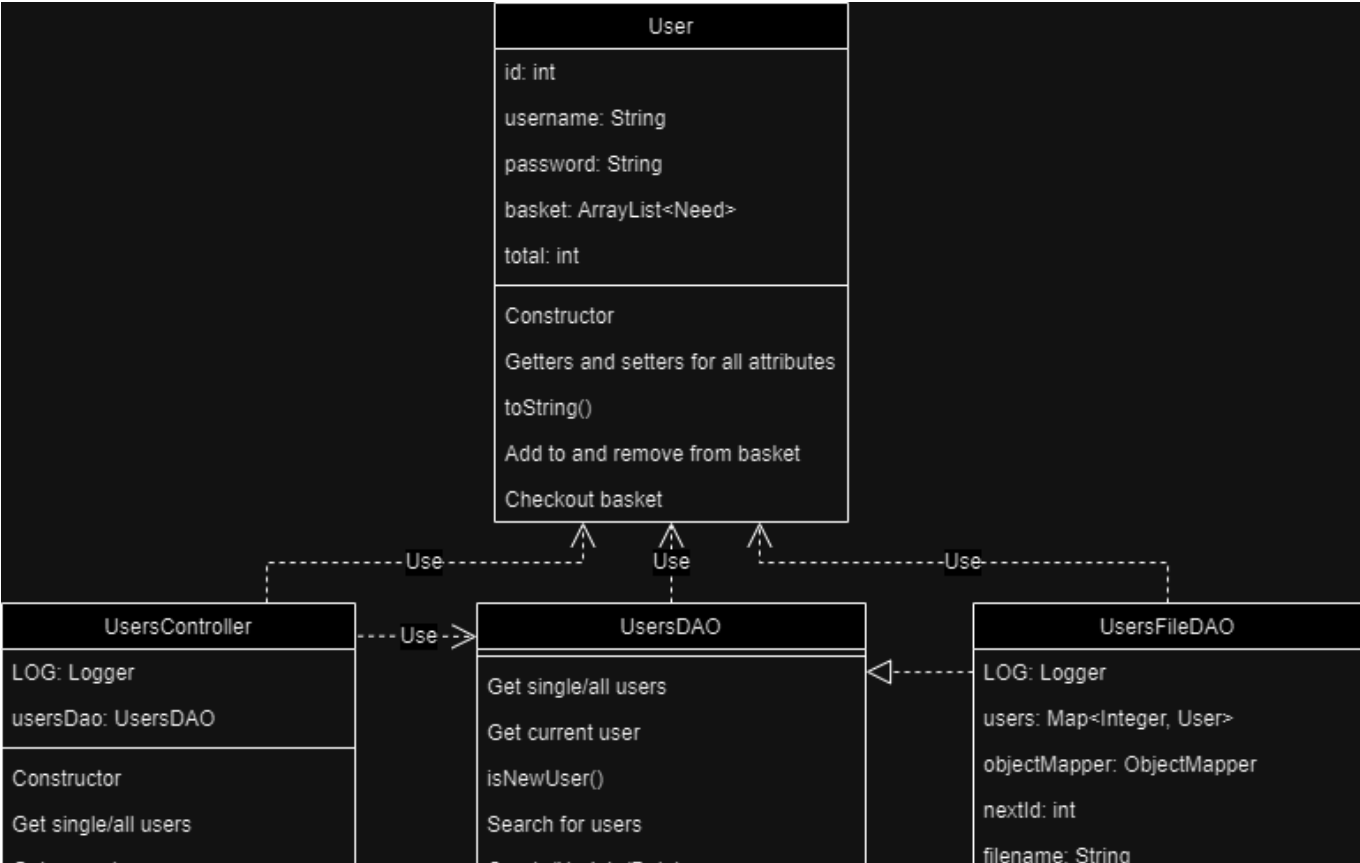 User
id: int
username: String
password: String
basket: ArrayList<Need>
total: int
Constructor
Getters and setters for all attributes
toString()
Add to and remove from basket
Checkout basket
Use
Use
Use
UsersController
LOG: Logger
usersDao: UsersDAO
Constructor
Get single/all users
Use
UsersDAO
Get single/all users
Get current user
isNewUser()
Search for users
UsersFileDAO
LOG: Logger
users: Map<Integer, User>
objectMapper: ObjectMapper
nextId: int
filename: String